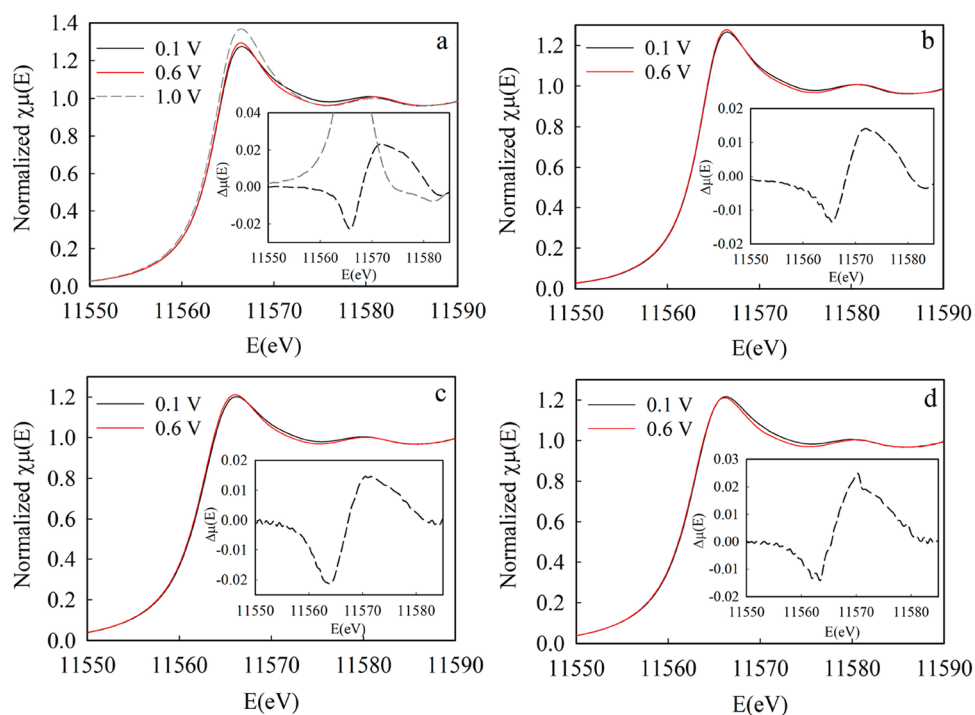 a
Normalized χμ(E)
1.4
1.2
1.0
0.8
0.6
0.4
0.2
0.0
0.1 V
0.6 V
1.0 V
Δμ(E)
0.04
0.02
0.00
-0.02
11550 11560 11570 11580
E(eV)
11550 11560 11570 11580 11590
E(eV)
b
Normalized χμ(E)
1.2
1.0
0.8
0.6
0.4
0.2
0.0
0.1 V
0.6 V
Δμ(E)
0.02
0.01
0.00
-0.01
-0.02
11550 11560 11570 11580
E(eV)
11550 11560 11570 11580 11590
E(eV)
c
Normalized χμ(E)
1.2
1.0
0.8
0.6
0.4
0.2
0.0
0.1 V
0.6 V
Δμ(E)
0.02
0.01
0.00
-0.01
-0.02
11550 11560 11570 11580
E(eV)
11550 11560 11570 11580 11590
E(eV)
d
Normalized χμ(E)
1.2
1.0
0.8
0.6
0.4
0.2
0.0
0.1 V
0.6 V
Δμ(E)
0.03
0.02
0.01
0.00
-0.01
-0.02
11550 11560 11570 11580
E(eV)
11550 11560 11570 11580 11590
E(eV)